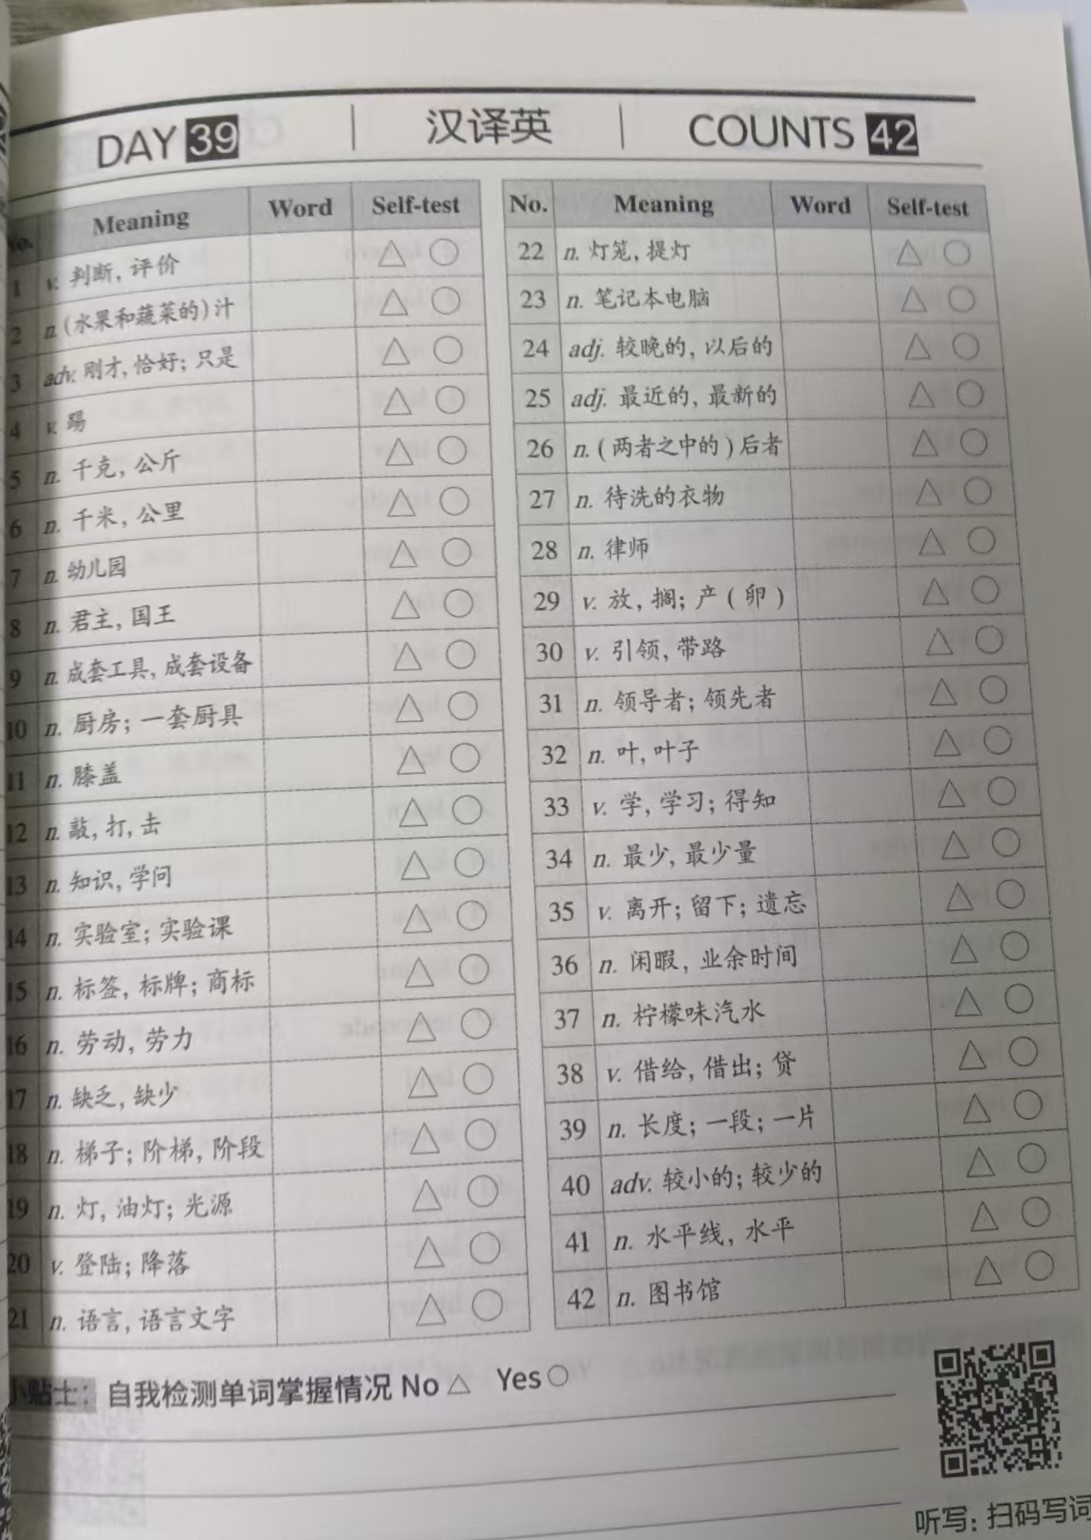 DAY 39 汉译英 COUNTS 42
Meaning Word Self-test
1 v. 判断, 评价 △ ○
2 n. (水果和蔬菜的) 汁 △ ○
3 adv. 刚才, 恰好; 只是 △ ○
4 v. 踢 △ ○
5 n. 千克, 公斤 △ ○
6 n. 千米, 公里 △ ○
7 n. 幼儿园 △ ○
8 n. 君主, 国王 △ ○
9 n. 成套工具, 成套设备 △ ○
10 n. 厨房; 一套厨具 △ ○
11 n. 膝盖 △ ○
12 n. 敲, 打, 击 △ ○
13 n. 知识, 学问 △ ○
14 n. 实验室; 实验课 △ ○
15 n. 标签, 标牌; 商标 △ ○
16 n. 劳动, 劳力 △ ○
17 n. 缺乏, 缺少 △ ○
18 n. 梯子; 阶梯, 阶段 △ ○
19 n. 灯, 油灯; 光源 △ ○
20 v. 登陆; 降落 △ ○
21 n. 语言, 语言文字 △ ○
No. Meaning Word Self-test
22 n. 灯笼, 提灯 △ ○
23 n. 笔记本电脑 △ ○
24 adj. 较晚的, 以后的 △ ○
25 adj. 最近的, 最新的 △ ○
26 n. (两者之中的) 后者 △ ○
27 n. 待洗的衣物 △ ○
28 n. 律师 △ ○
29 v. 放, 搁; 产 (卵) △ ○
30 v. 引领, 带路 △ ○
31 n. 领导者; 领先者 △ ○
32 n. 叶, 叶子 △ ○
33 v. 学, 学习; 得知 △ ○
34 n. 最少, 最少量 △ ○
35 v. 离开; 留下; 遗忘 △ ○
36 n. 闲暇, 业余时间 △ ○
37 n. 柠檬味汽水 △ ○
38 v. 借给, 借出; 贷 △ ○
39 n. 长度; 一段; 一片 △ ○
40 adv. 较小的; 较少的 △ ○
41 n. 水平线, 水平 △ ○
42 n. 图书馆 △ ○
小贴士: 自我检测单词掌握情况 No △ Yes ○
听写: 扫码写词